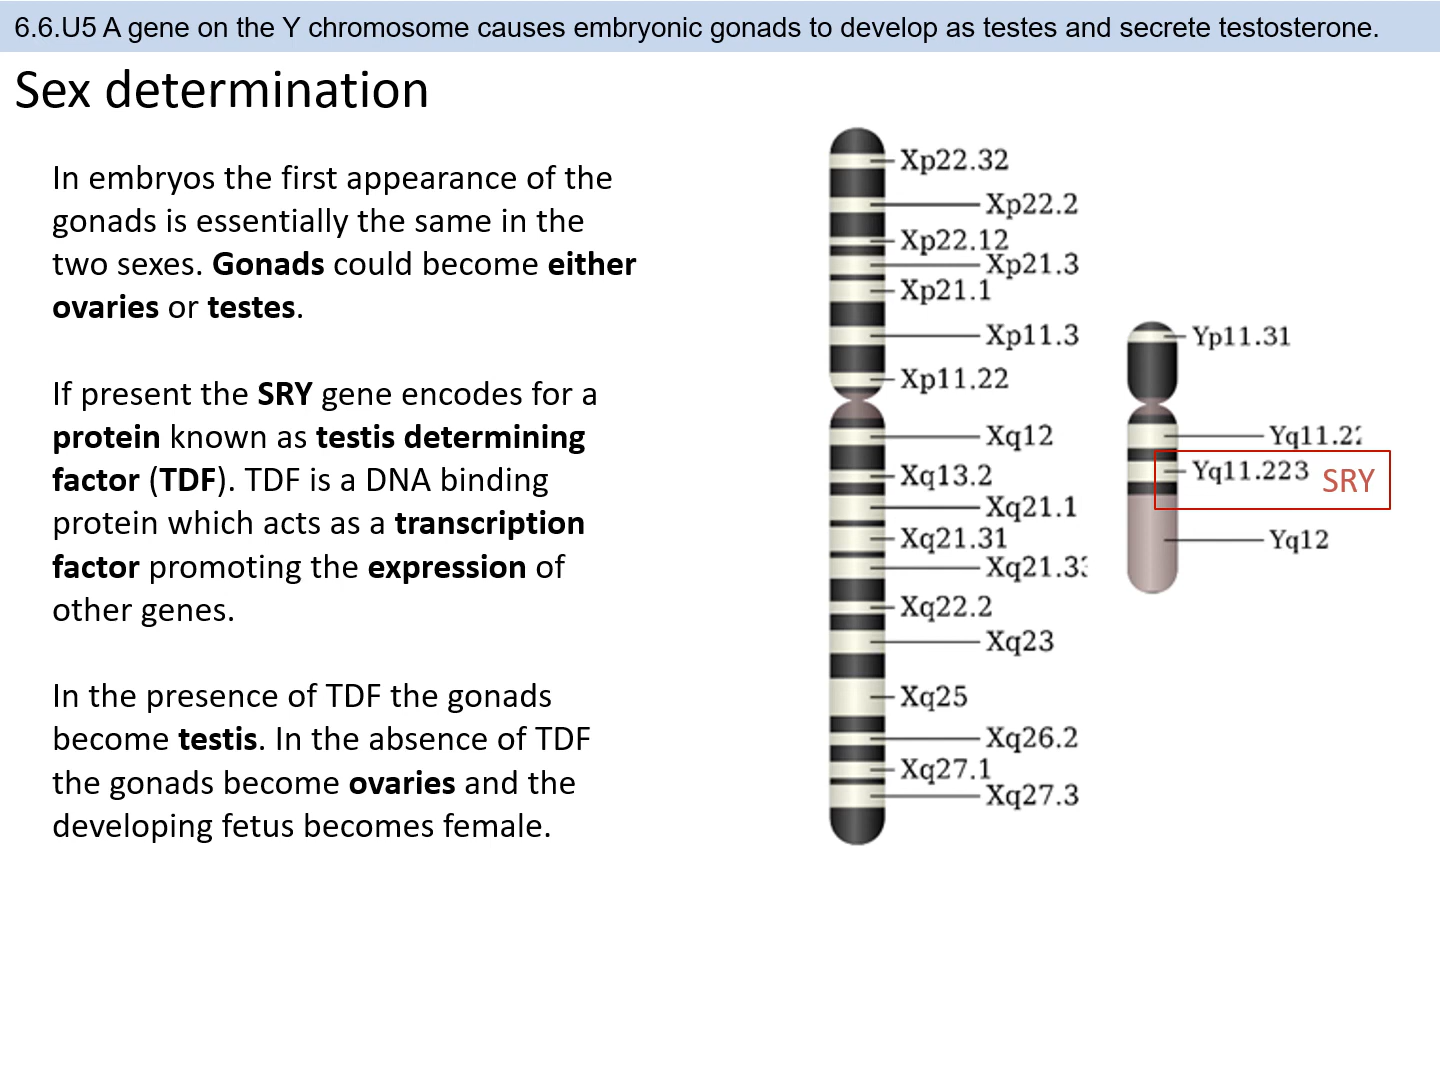 6.6.U5 A gene on the Y chromosome causes embryonic gonads to develop as testes and secrete testosterone.
Sex determination
In embryos the first appearance of the
gonads is essentially the same in the
two sexes. Gonads could become either
ovaries or testes.
If present the SRY gene encodes for a
protein known as testis determining
factor (TDF). TDF is a DNA binding
protein which acts as a transcription
factor promoting the expression of
other genes.
In the presence of TDF the gonads
become testis. In the absence of TDF
the gonads become ovaries and the
developing fetus becomes female.
Xp22.32
Xp22.2
Xp22.12
Xp21.3
Xp21.1
Xp11.3
Xp11.22
Xq12
Xq13.2
Xq21.1
Xq21.31
Xq22.2
Xq23
Xq25
Xq26.2
Xq27.1
Xq27.3
Yp11.31
Yq11.223 SRY
Yq12